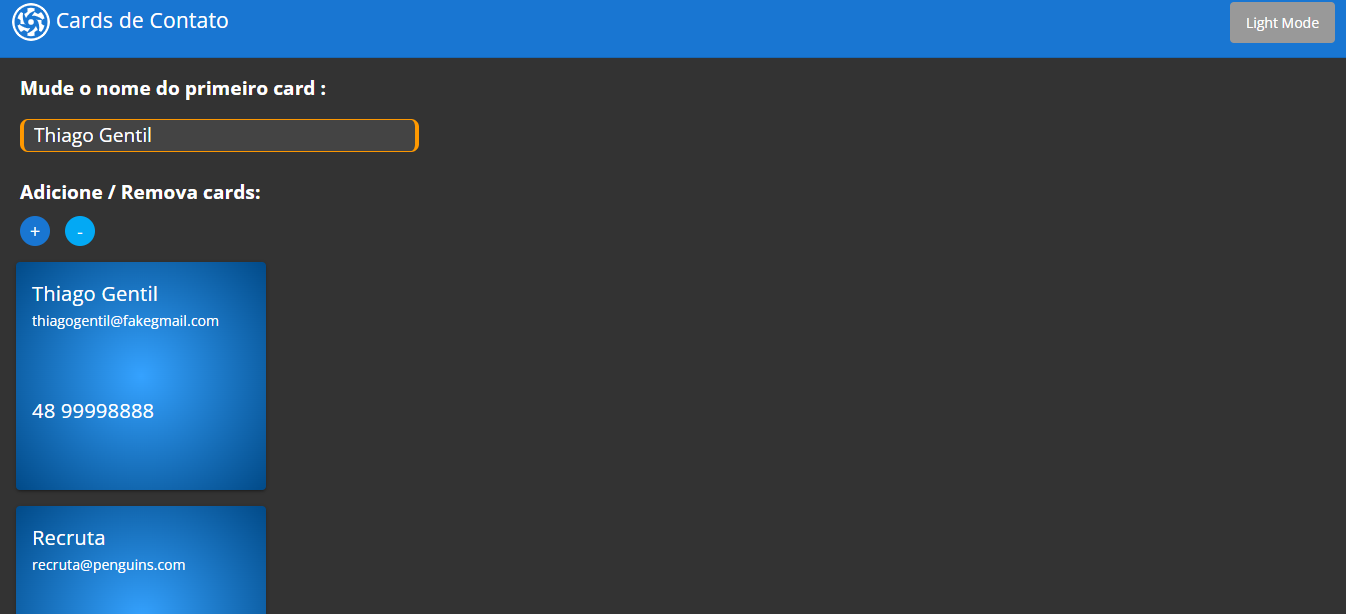 Cards de Contato
Light Mode
Mude o nome do primeiro card :
Thiago Gentil
Adicione / Remova cards:
+ -
Thiago Gentil
thiagogentil@fakegmail.com
48 99998888
Recruta
recruta@penguins.com